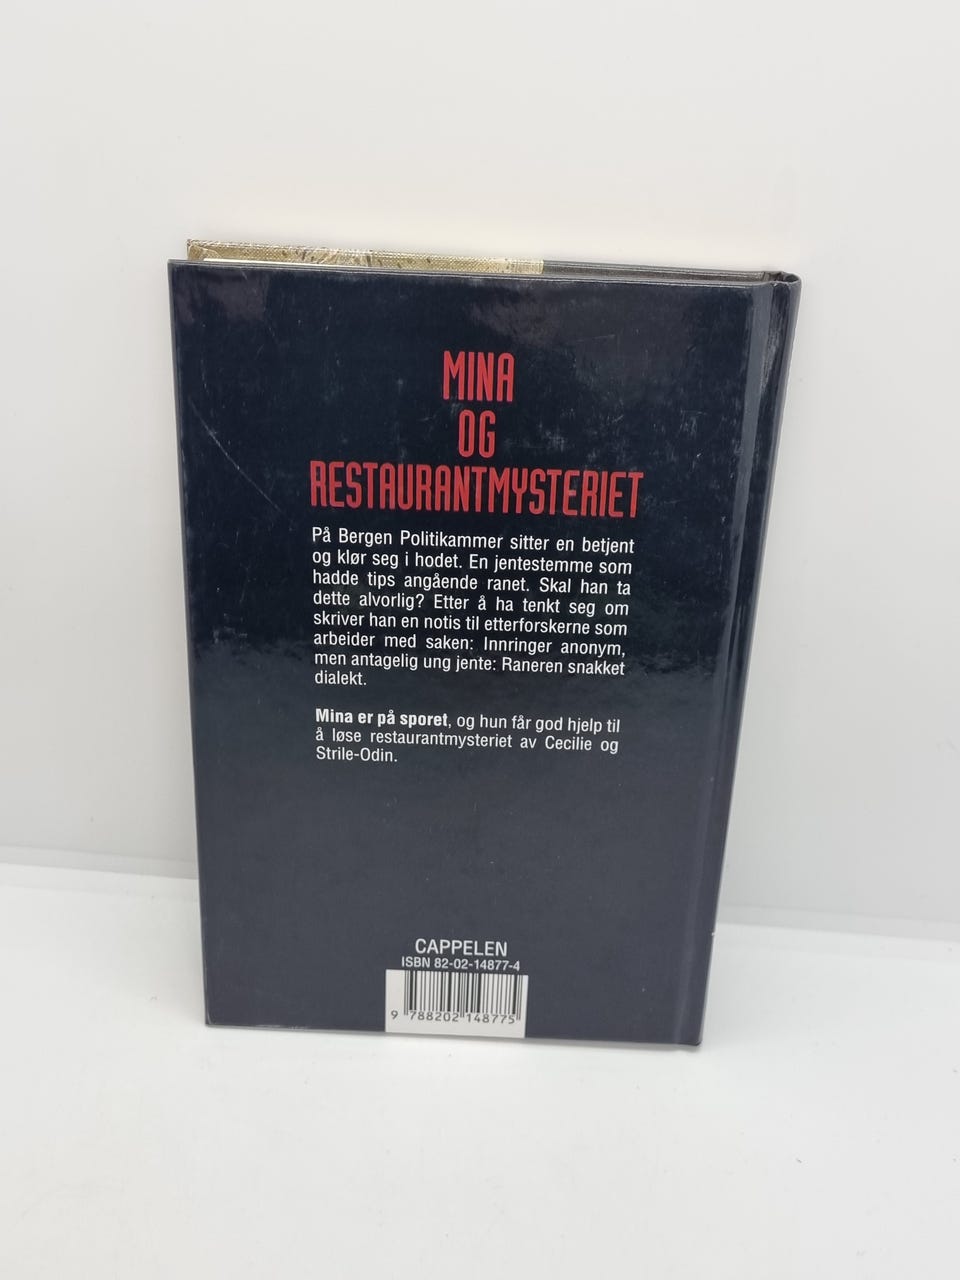 MINA
OG
RESTAURANTMYSTERIET
På Bergen Politikammer sitter en betjent
og klør seg i hodet. En jentestemme som
hadde tips angående ranet. Skal han ta
dette alvorlig? Etter å ha tenkt seg om
skriver han en notis til etterforskerne som
arbeider med saken: Innringer anonym,
men antagelig ung jente: Raneren snakket
dialekt.
Mina er på sporet, og hun får god hjelp til
å løse restaurantmysteriet av Cecilie og
Strile-Odin.
CAPPELEN
ISBN 82-02-14877-4
9 788202 148775